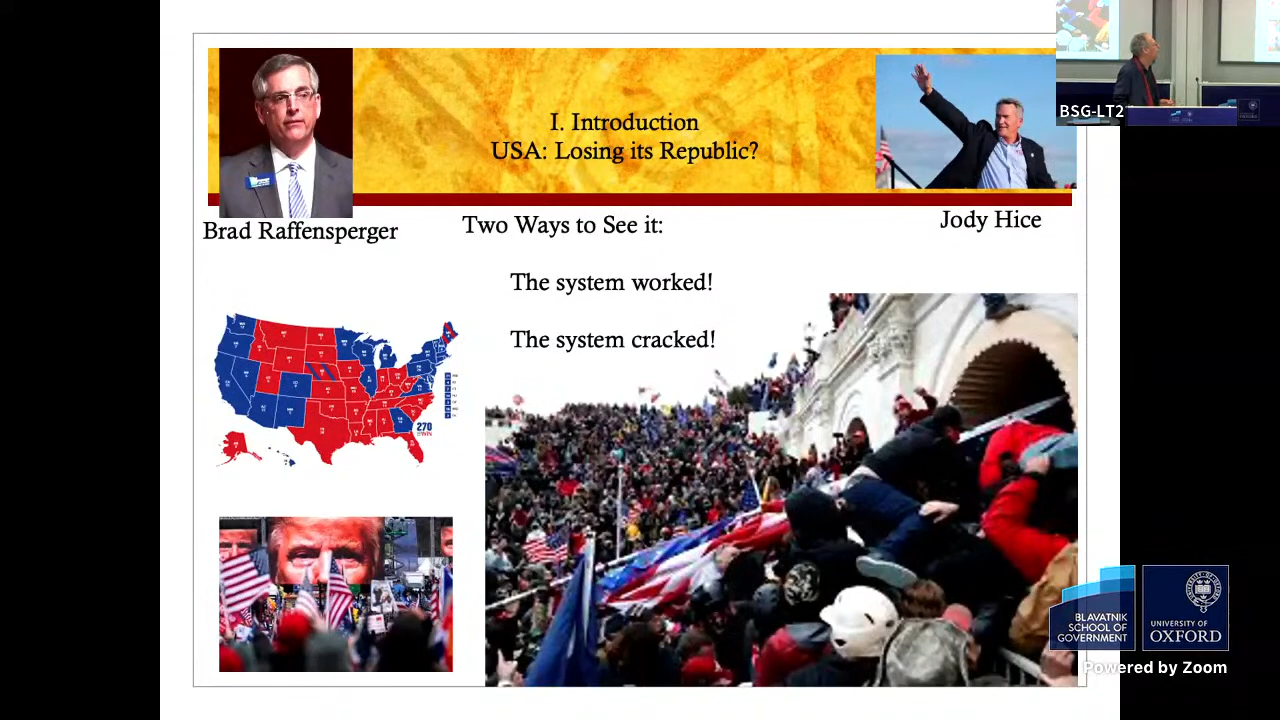 I. Introduction
USA: Losing its Republic?
BSG-LT2
Brad Raffensperger
Two Ways to See it:
Jody Hice
The system worked!
The system cracked!
270
BLAVATNIK
SCHOOL OF
GOVERNMENT
UNIVERSITY OF
OXFORD
Powered by Zoom